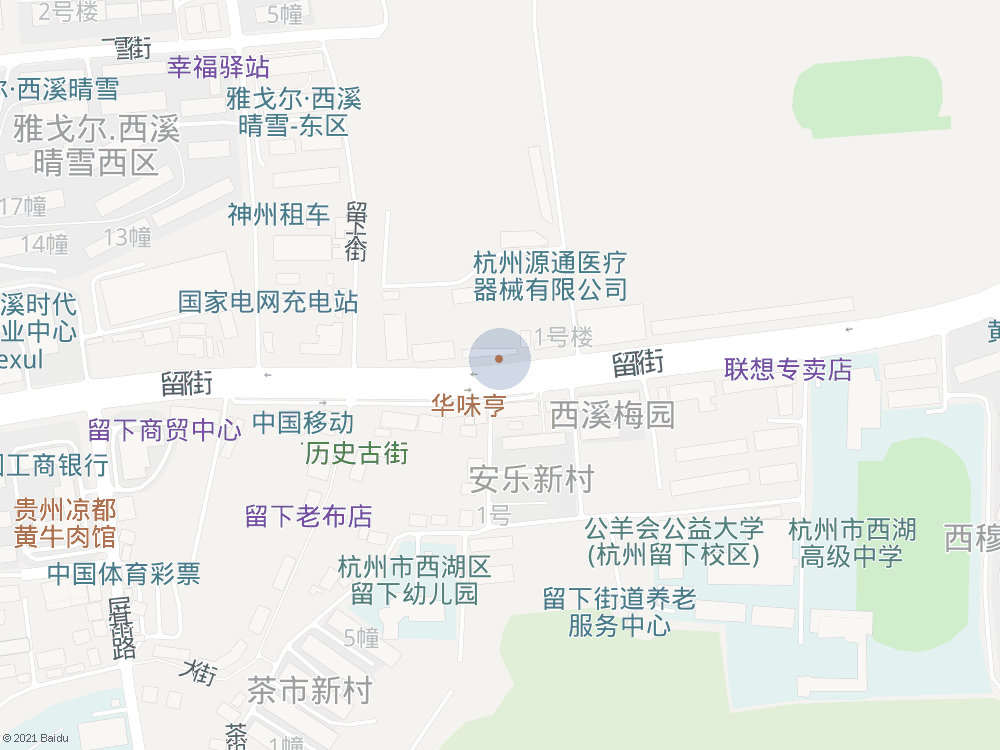 2号楼
5幢
雪街
幸福驿站
尔·西溪晴雪
雅戈尔·西溪
晴雪-东区
雅戈尔.西溪
晴雪西区
17幢
14幢
13幢
神州租车
留下街
杭州源通医疗
器械有限公司
国家电网充电站
溪时代
业中心
exul
1号楼
黄
留街
留街
联想专卖店
华味亨
西溪梅园
中国移动
留下商贸中心
历史古街
工商银行
安乐新村
贵州凉都
黄牛肉馆
留下老布店
1号
公羊会公益大学
(杭州留下校区)
杭州市西湖
高级中学
西穆
中国体育彩票
杭州市西湖区
留下幼儿园
留下街道养老
服务中心
5幢
大街
茶市新村
茶
1幢
© 2021 Baidu